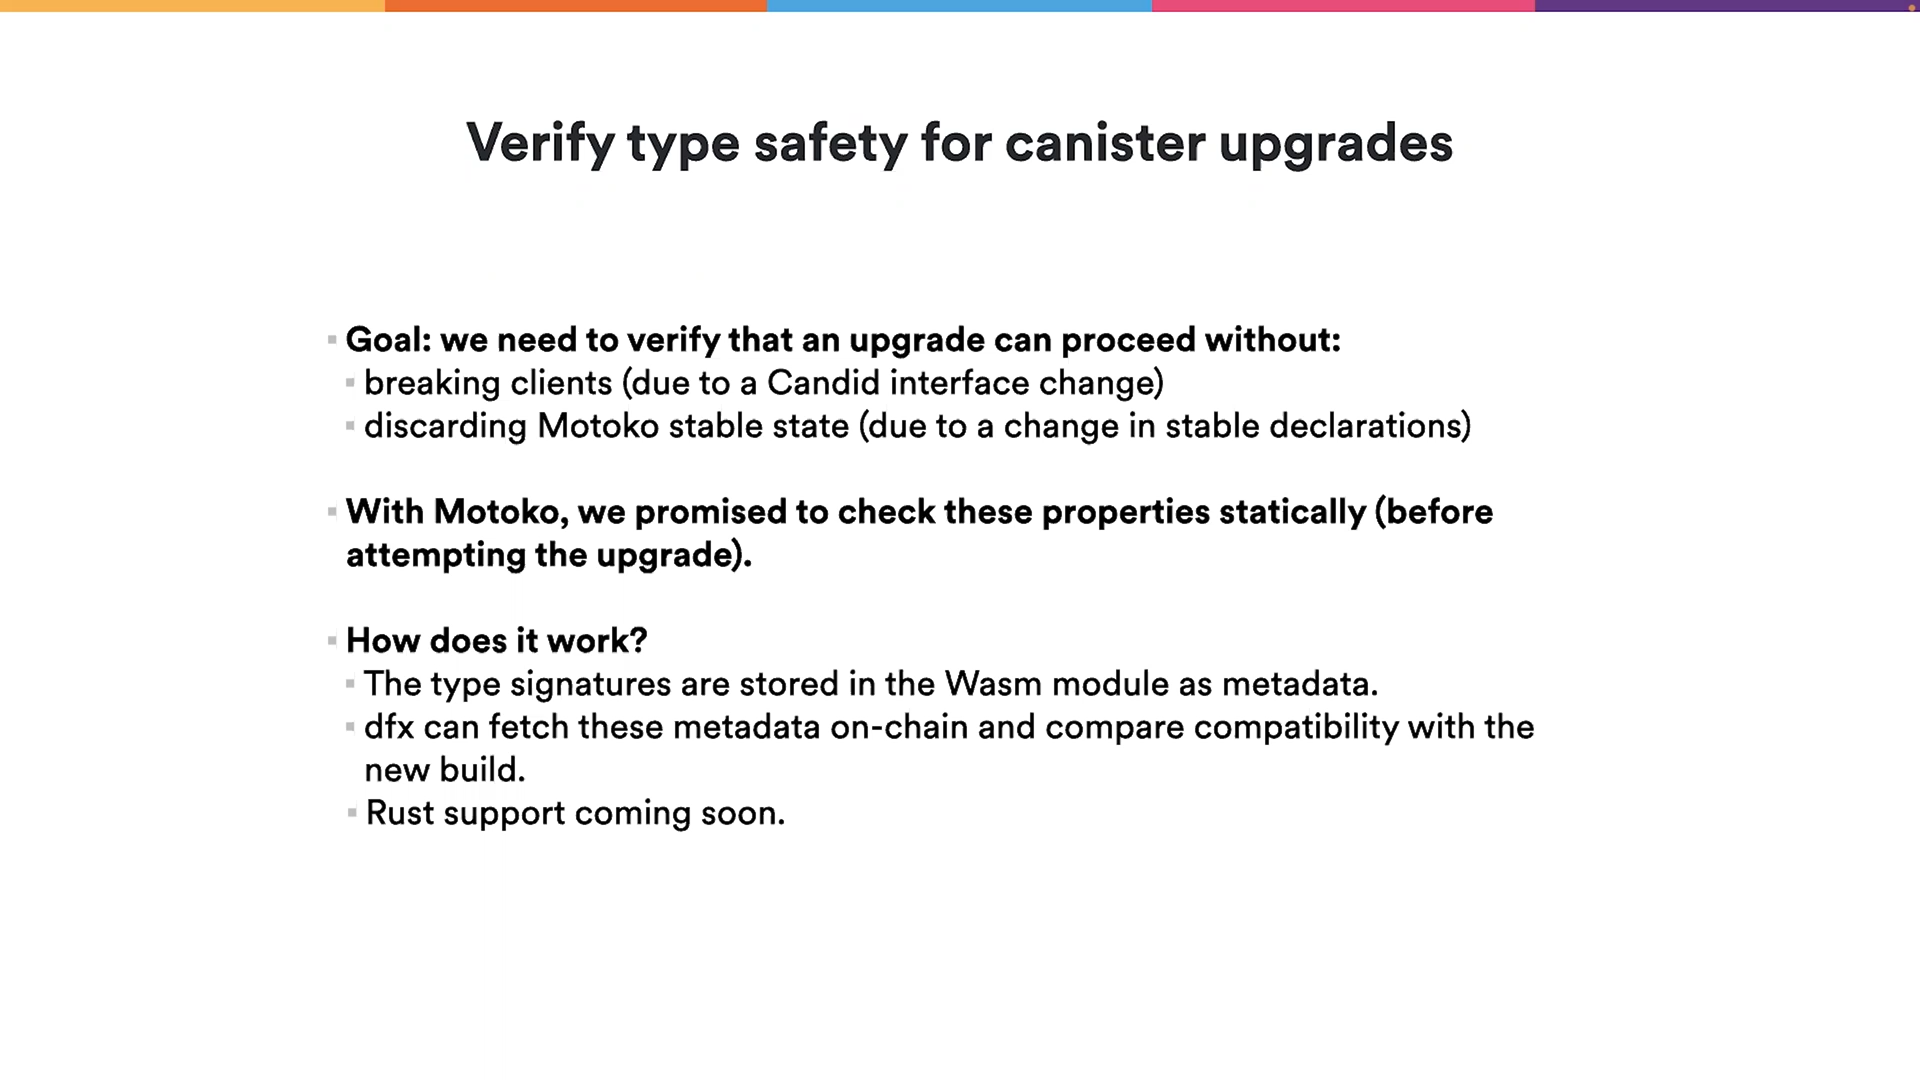 Verify type safety for canister upgrades
Goal: we need to verify that an upgrade can proceed without:
breaking clients (due to a Candid interface change)
discarding Motoko stable state (due to a change in stable declarations)
With Motoko, we promised to check these properties statically (before
attempting the upgrade).
How does it work?
The type signatures are stored in the Wasm module as metadata.
dfx can fetch these metadata on-chain and compare compatibility with the
new build.
Rust support coming soon.